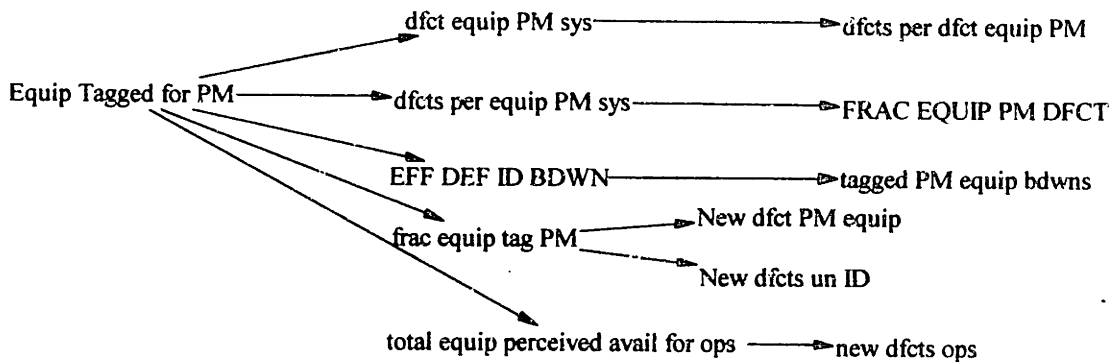 dfct equip PM sys
dfcts per dfct equip PM
Equip Tagged for PM
dfcts per equip PM sys
FRAC EQUIP PM DFCT
EFF DEF ID BDWN
tagged PM equip bdwns
New dfct PM equip
frac equip tag PM
New dfcts un ID
total equip perceived avail for ops
new dfcts ops